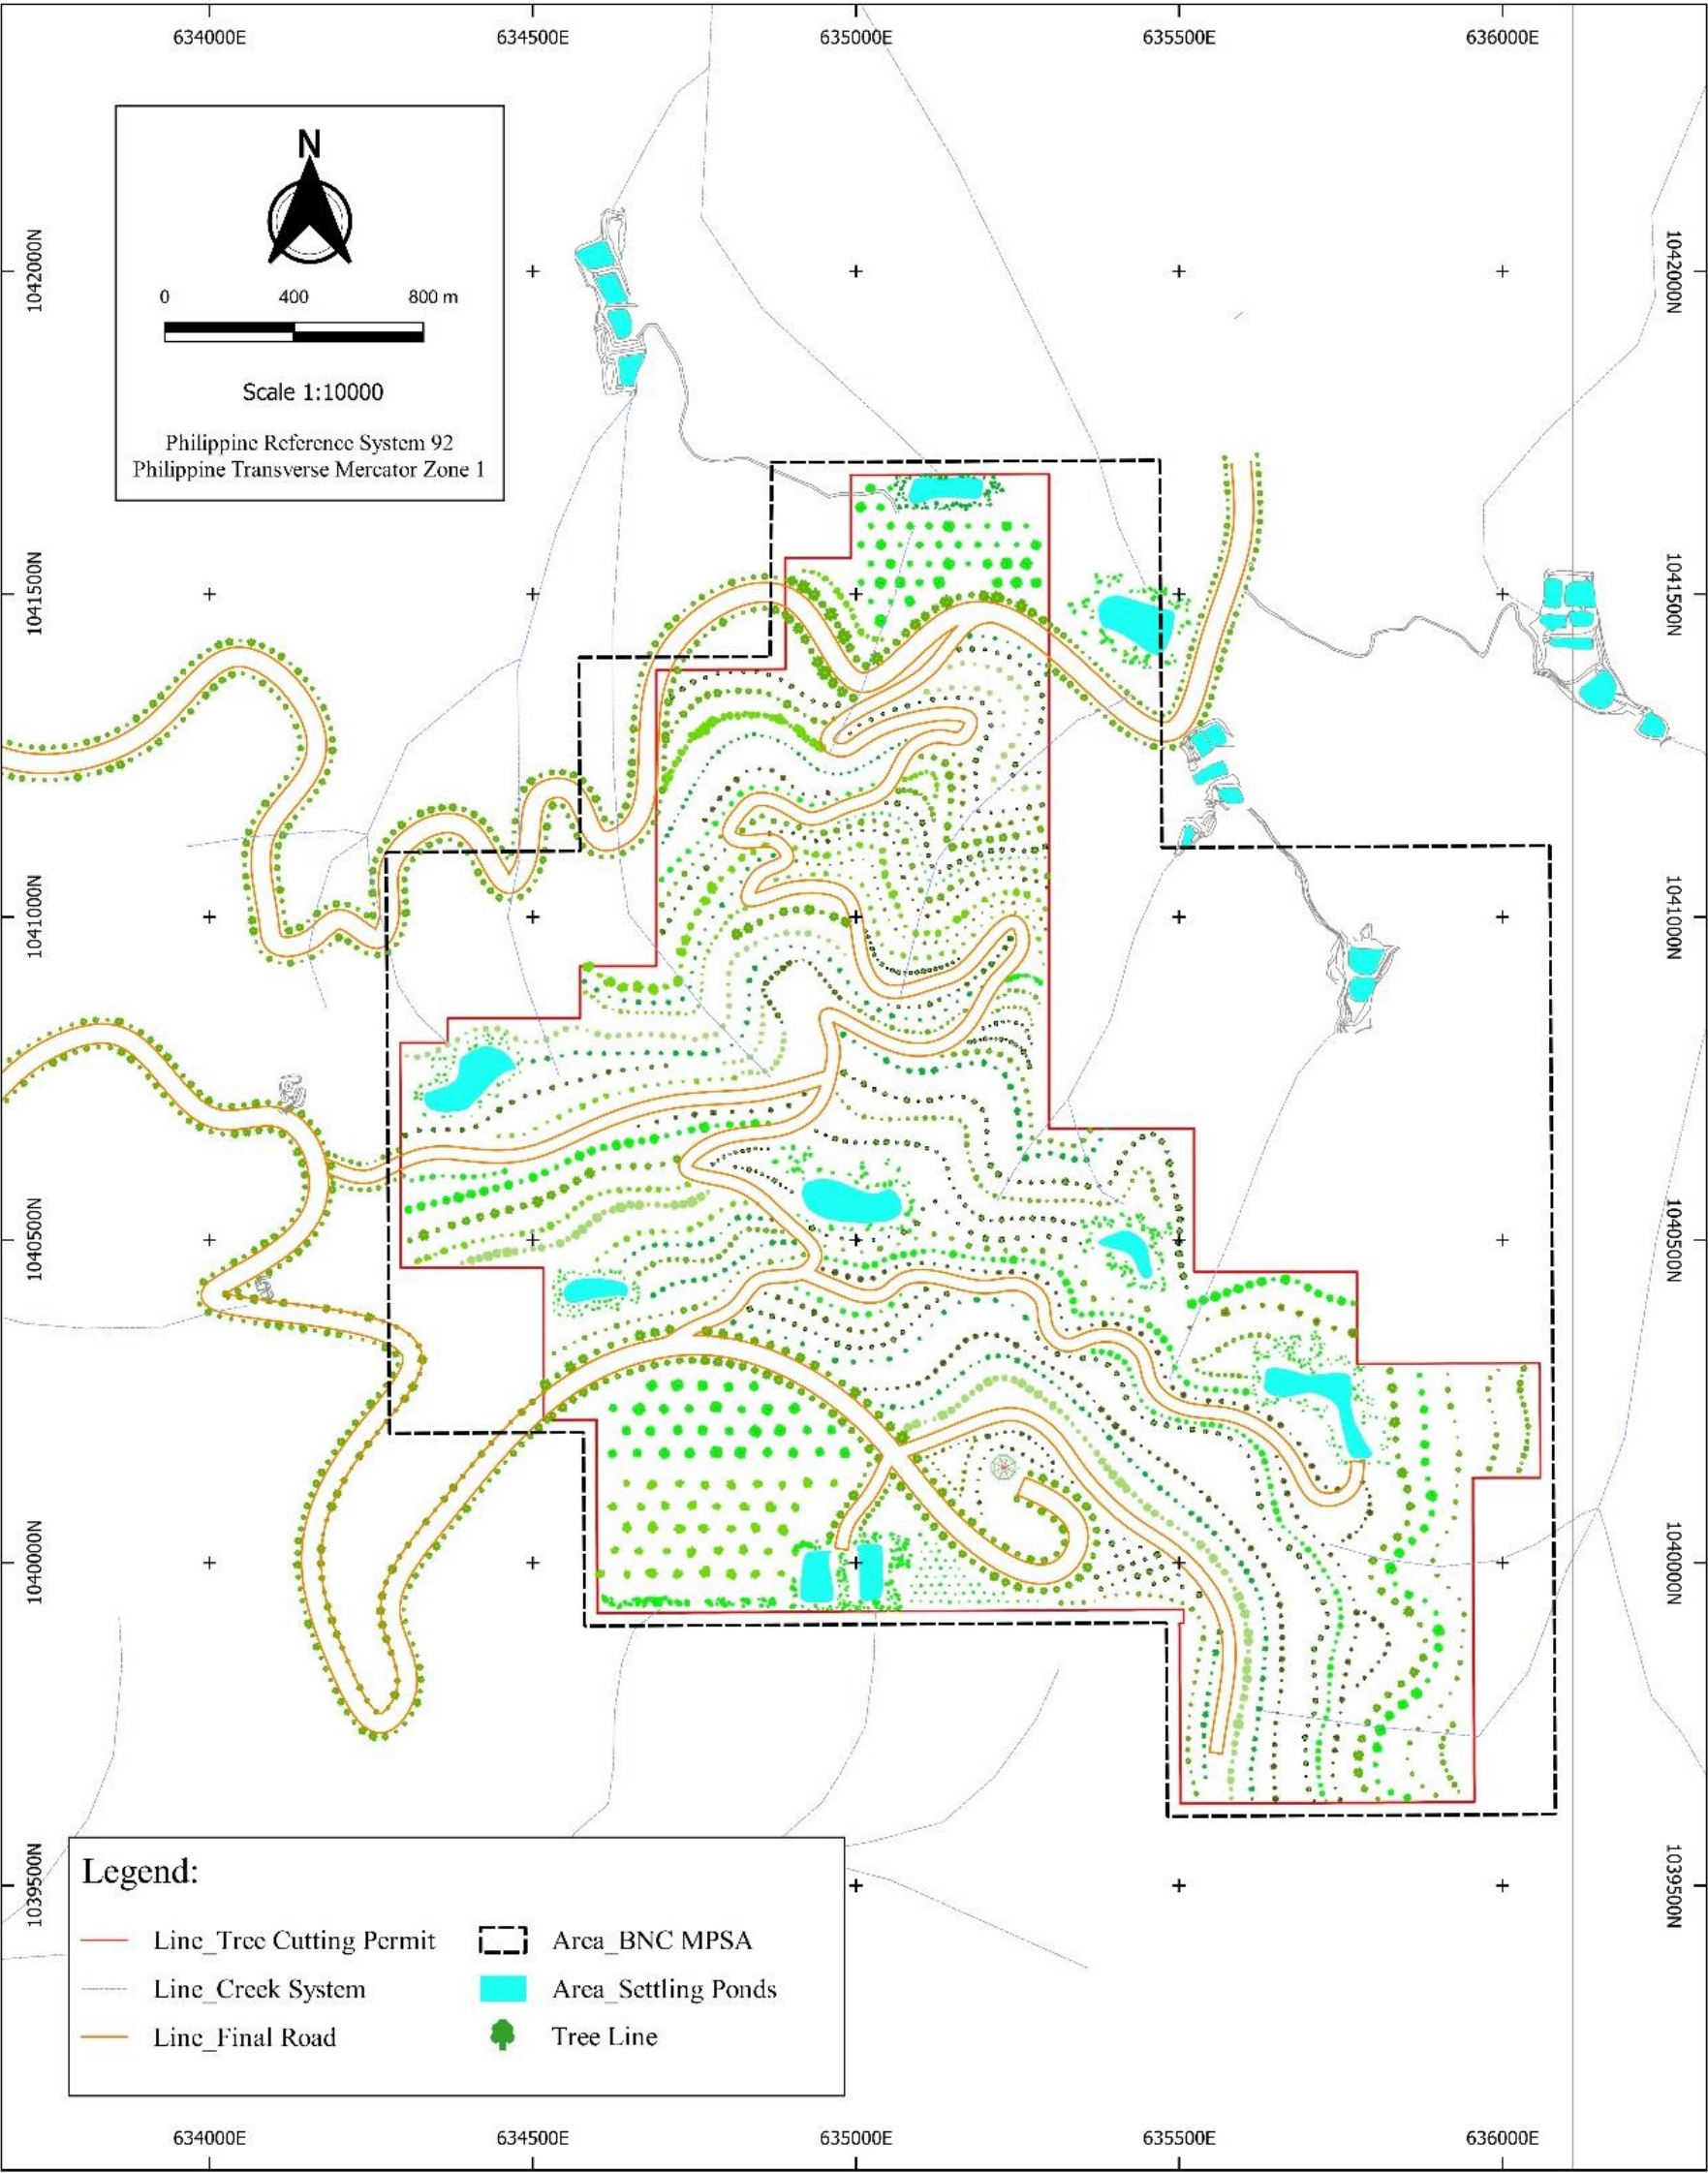 634000E 634500E 635000E 635500E 636000E
N
0 400 800 m
Scale 1:10000
Philippine Reference System 92
Philippine Transverse Mercator Zone 1
1042000N 1042000N
1041500N 1041500N
1041000N 1041000N
1040500N 1040500N
1040000N 1040000N
1039500N 1039500N
Legend:
Line_Tree Cutting Permit
Line_Creek System
Line_Final Road
Area_BNC MPSA
Area_Settling Ponds
Tree Line
634000E 634500E 635000E 635500E 636000E